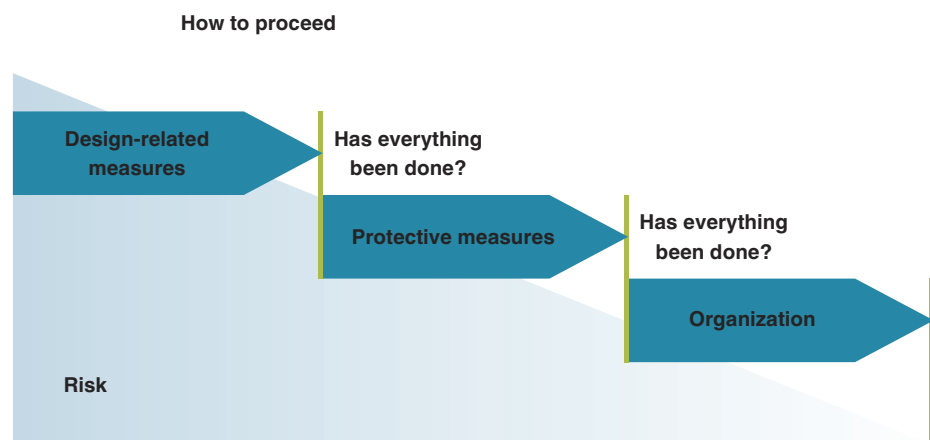 How to proceed
Design-related
measures
Has everything
been done?
Protective measures
Has everything
been done?
Organization
Risk